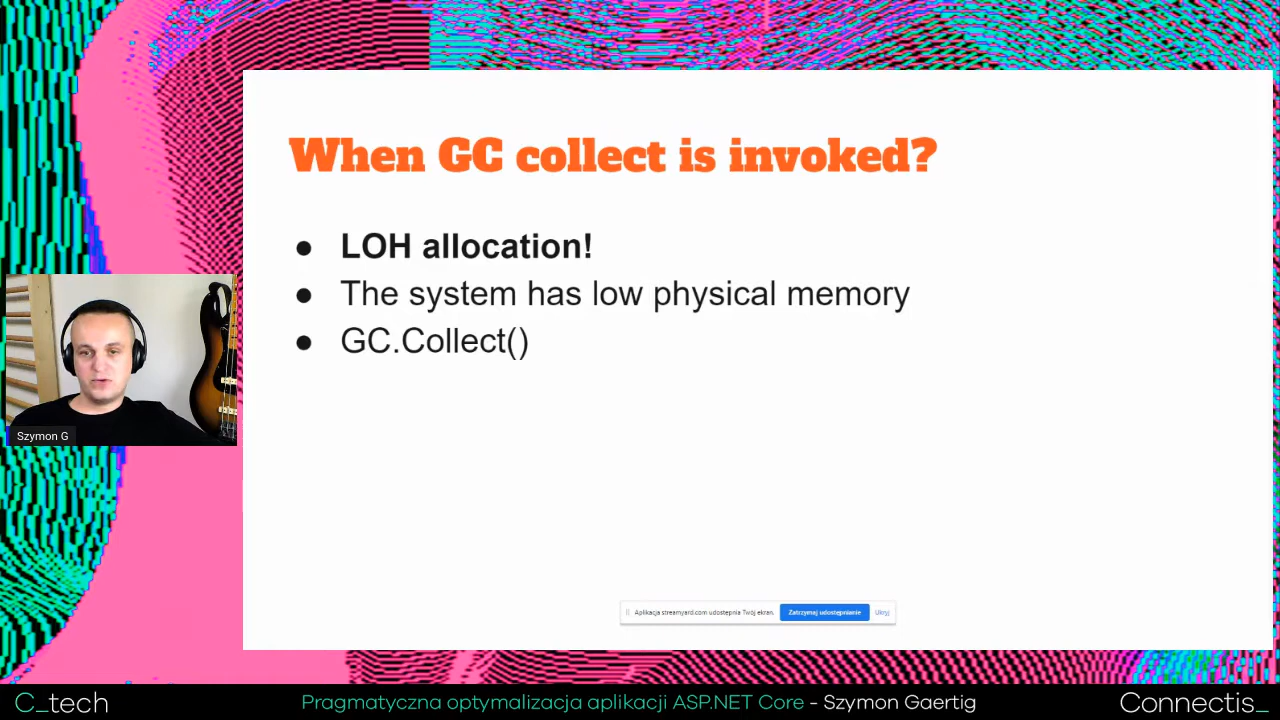 When GC collect is invoked?
● LOH allocation!
● The system has low physical memory
● GC.Collect()
Szymon G
Aplikacja streamyard.com udostępnia Twój ekran.
Zatrzymaj udostępnianie
Ukryj
C_tech
Pragmatyczna optymalizacja aplikacji ASP.NET Core - Szymon Gaertig
Connectis_